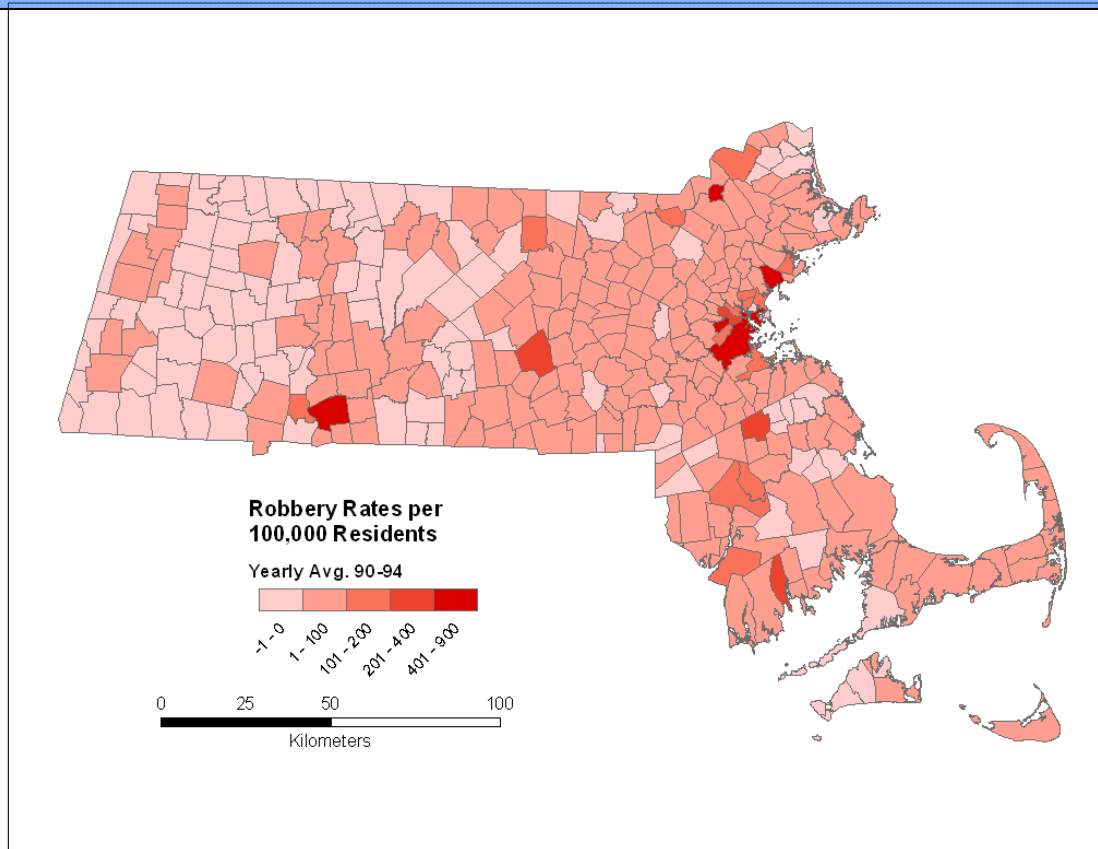 Robbery Rates per
100,000 Residents
Yearly Avg. 90-94
-1 - 0
1 - 100
101 - 200
201 - 400
401 - 900
0 25 50 100
Kilometers